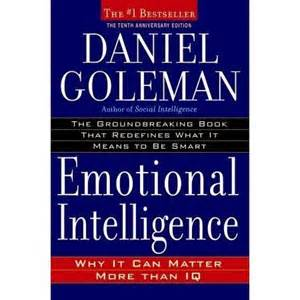 The #1 Bestseller
THE TENTH ANNIVERSARY EDITION
DANIEL
GOLEMAN
Author of Social Intelligence
The Groundbreaking Book
That Redefines What It
Means to Be Smart
Emotional
Intelligence
Why It Can Matter
More than IQ